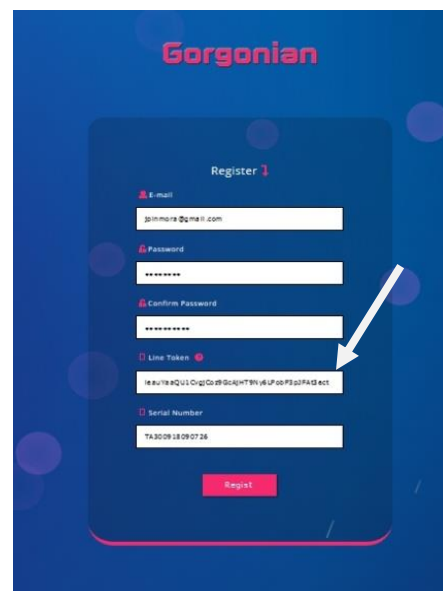 Gorgonian
Register
E-mail
joinmora@gmail.com
Password
••••••••
Confirm Password
••••••••••
Line Token
Serial Number
TA300918090726
Regist